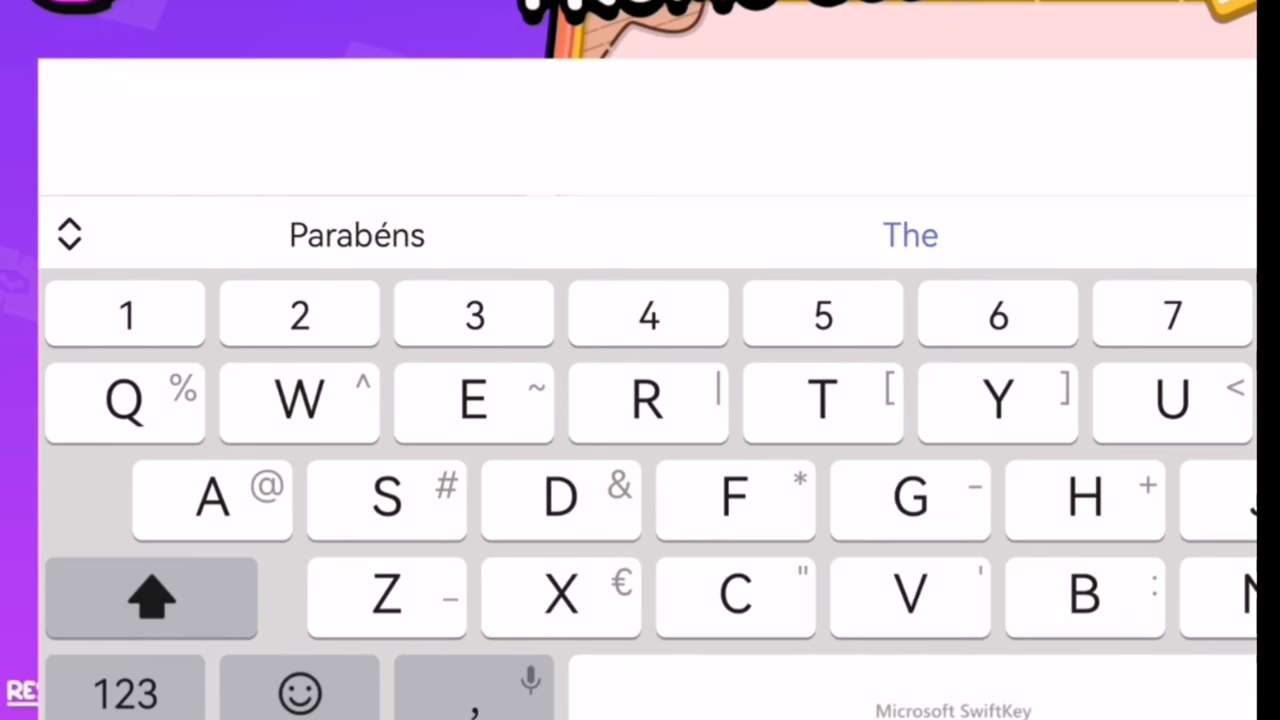 Parabéns The
1 2 3 4 5 6 7
Q % W ^ E ~ R | T [ Y ] U <
A @ S # D & F * G - H +
Z _ X € C " V ' B :
123 ,
Microsoft SwiftKey